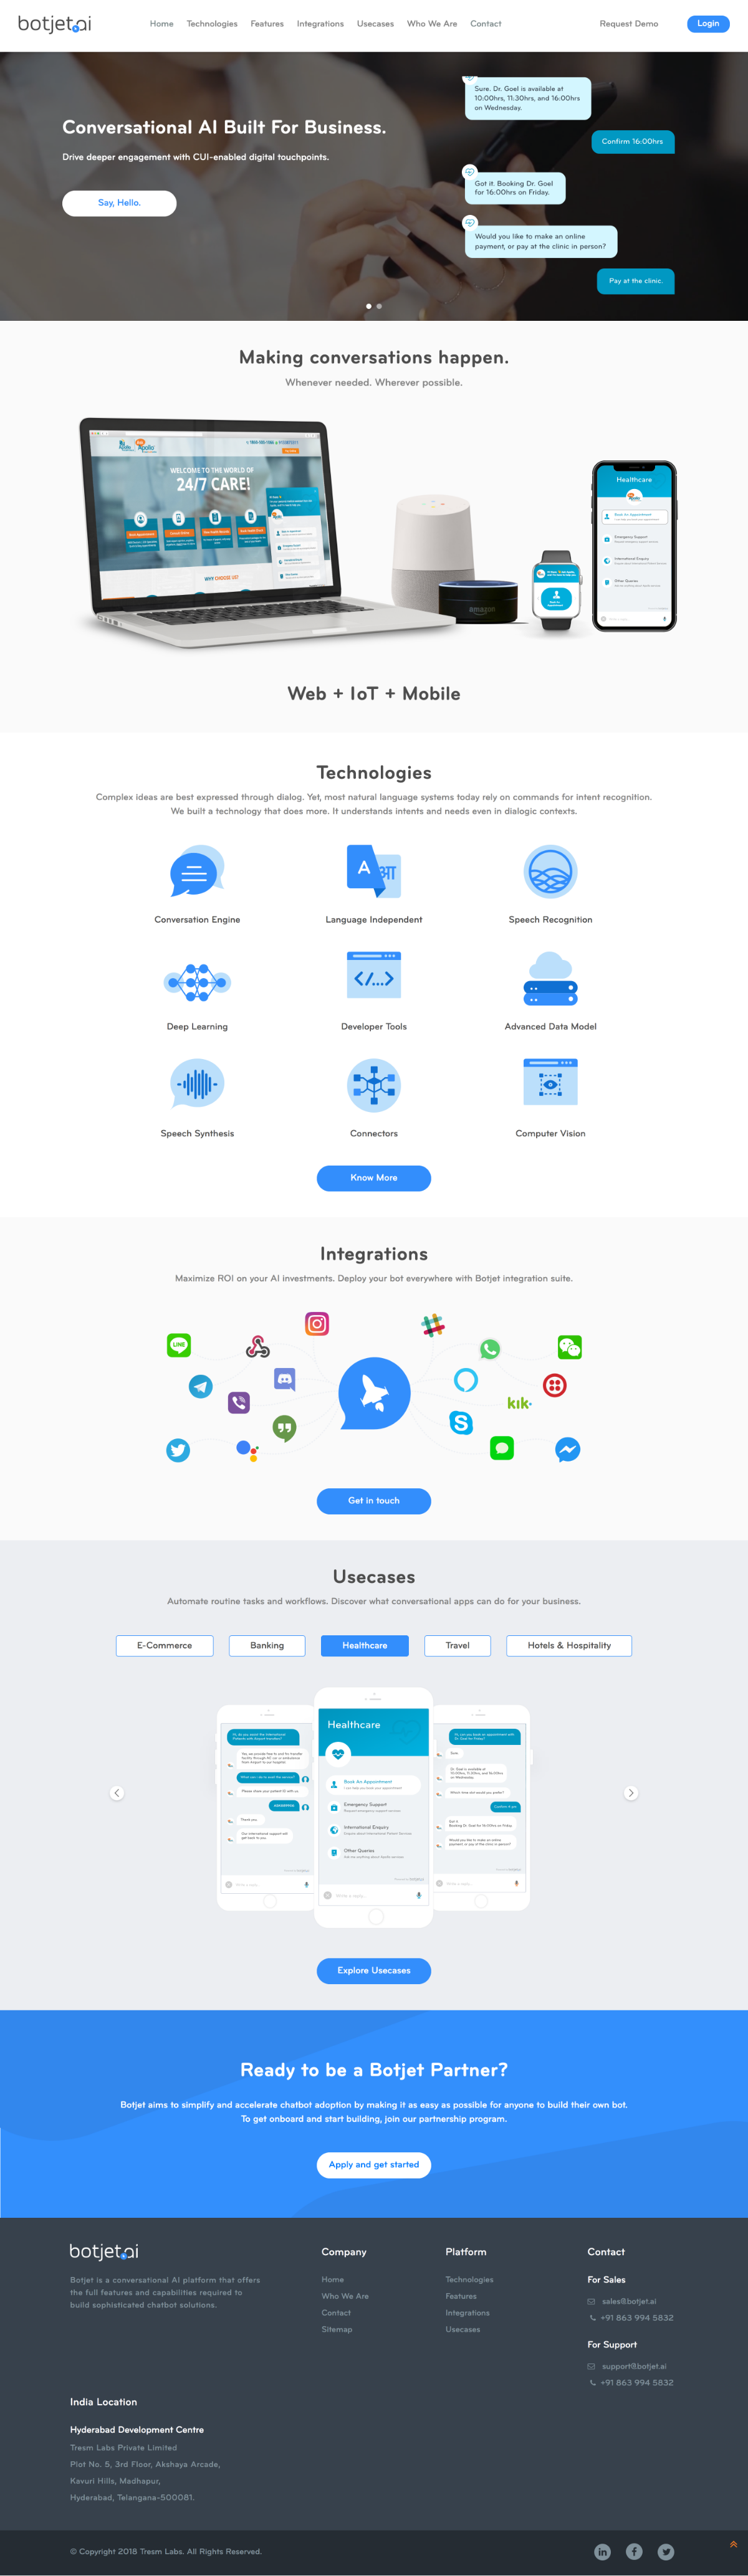 botjet.ai
Home Technologies Features Integrations Usecases Who We Are Contact Request Demo Login
Conversational AI Built For Business.
Drive deeper engagement with CUI-enabled digital touchpoints.
Say, Hello.
Sure. Dr. Goel is available at
10:00hrs, 11:30hrs, and 16:00hrs
on Wednesday.
Confirm 16:00hrs
Got it. Booking Dr. Goel
for 16:00hrs on Friday.
Would you like to make an online
payment, or pay at the clinic in person?
Pay at the clinic.
Making conversations happen.
Whenever needed. Wherever possible.
WELCOME TO THE WORLD OF
24/7 CARE!
WHY CHOOSE US?
amazon
Healthcare
Book An Appointment
Emergency Support
International Enquiry
Other Queries
Web + IoT + Mobile
Technologies
Complex ideas are best expressed through dialog. Yet, most natural language systems today rely on commands for intent recognition.
We built a technology that does more. It understands intents and needs even in dialogic contexts.
A आ
Conversation Engine Language Independent Speech Recognition
</...>
Deep Learning Developer Tools Advanced Data Model
Speech Synthesis Connectors Computer Vision
Know More
Integrations
Maximize ROI on your AI investments. Deploy your bot everywhere with Botjet integration suite.
LINE
kik
Get in touch
Usecases
Automate routine tasks and workflows. Discover what conversational apps can do for your business.
E-Commerce Banking Healthcare Travel Hotels & Hospitality
Healthcare
Book An Appointment
Emergency Support
International Enquiry
Other Queries
Write a reply...
Explore Usecases
Ready to be a Botjet Partner?
Botjet aims to simplify and accelerate chatbot adoption by making it as easy as possible for anyone to build their own bot.
To get onboard and start building, join our partnership program.
Apply and get started
botjet.ai
Botjet is a conversational AI platform that offers
the full features and capabilities required to
build sophisticated chatbot solutions.
Company
Home
Who We Are
Contact
Sitemap
Platform
Technologies
Features
Integrations
Usecases
Contact
For Sales
sales@botjet.ai
+91 863 994 5832
For Support
support@botjet.ai
+91 863 994 5832
India Location
Hyderabad Development Centre
Tresm Labs Private Limited
Plot No. 5, 3rd Floor, Akshaya Arcade,
Kavuri Hills, Madhapur,
Hyderabad, Telangana-500081.
© Copyright 2018 Tresm Labs. All Rights Reserved.